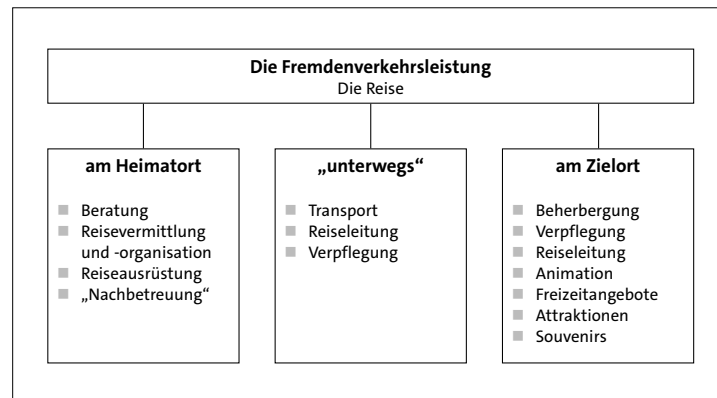 Die Fremdenverkehrsleistung
Die Reise
am Heimatort
Beratung
Reisevermittlung
und -organisation
Reiseausrüstung
„Nachbetreuung“
„unterwegs“
Transport
Reiseleitung
Verpflegung
am Zielort
Beherbergung
Verpflegung
Reiseleitung
Animation
Freizeitangebote
Attraktionen
Souvenirs